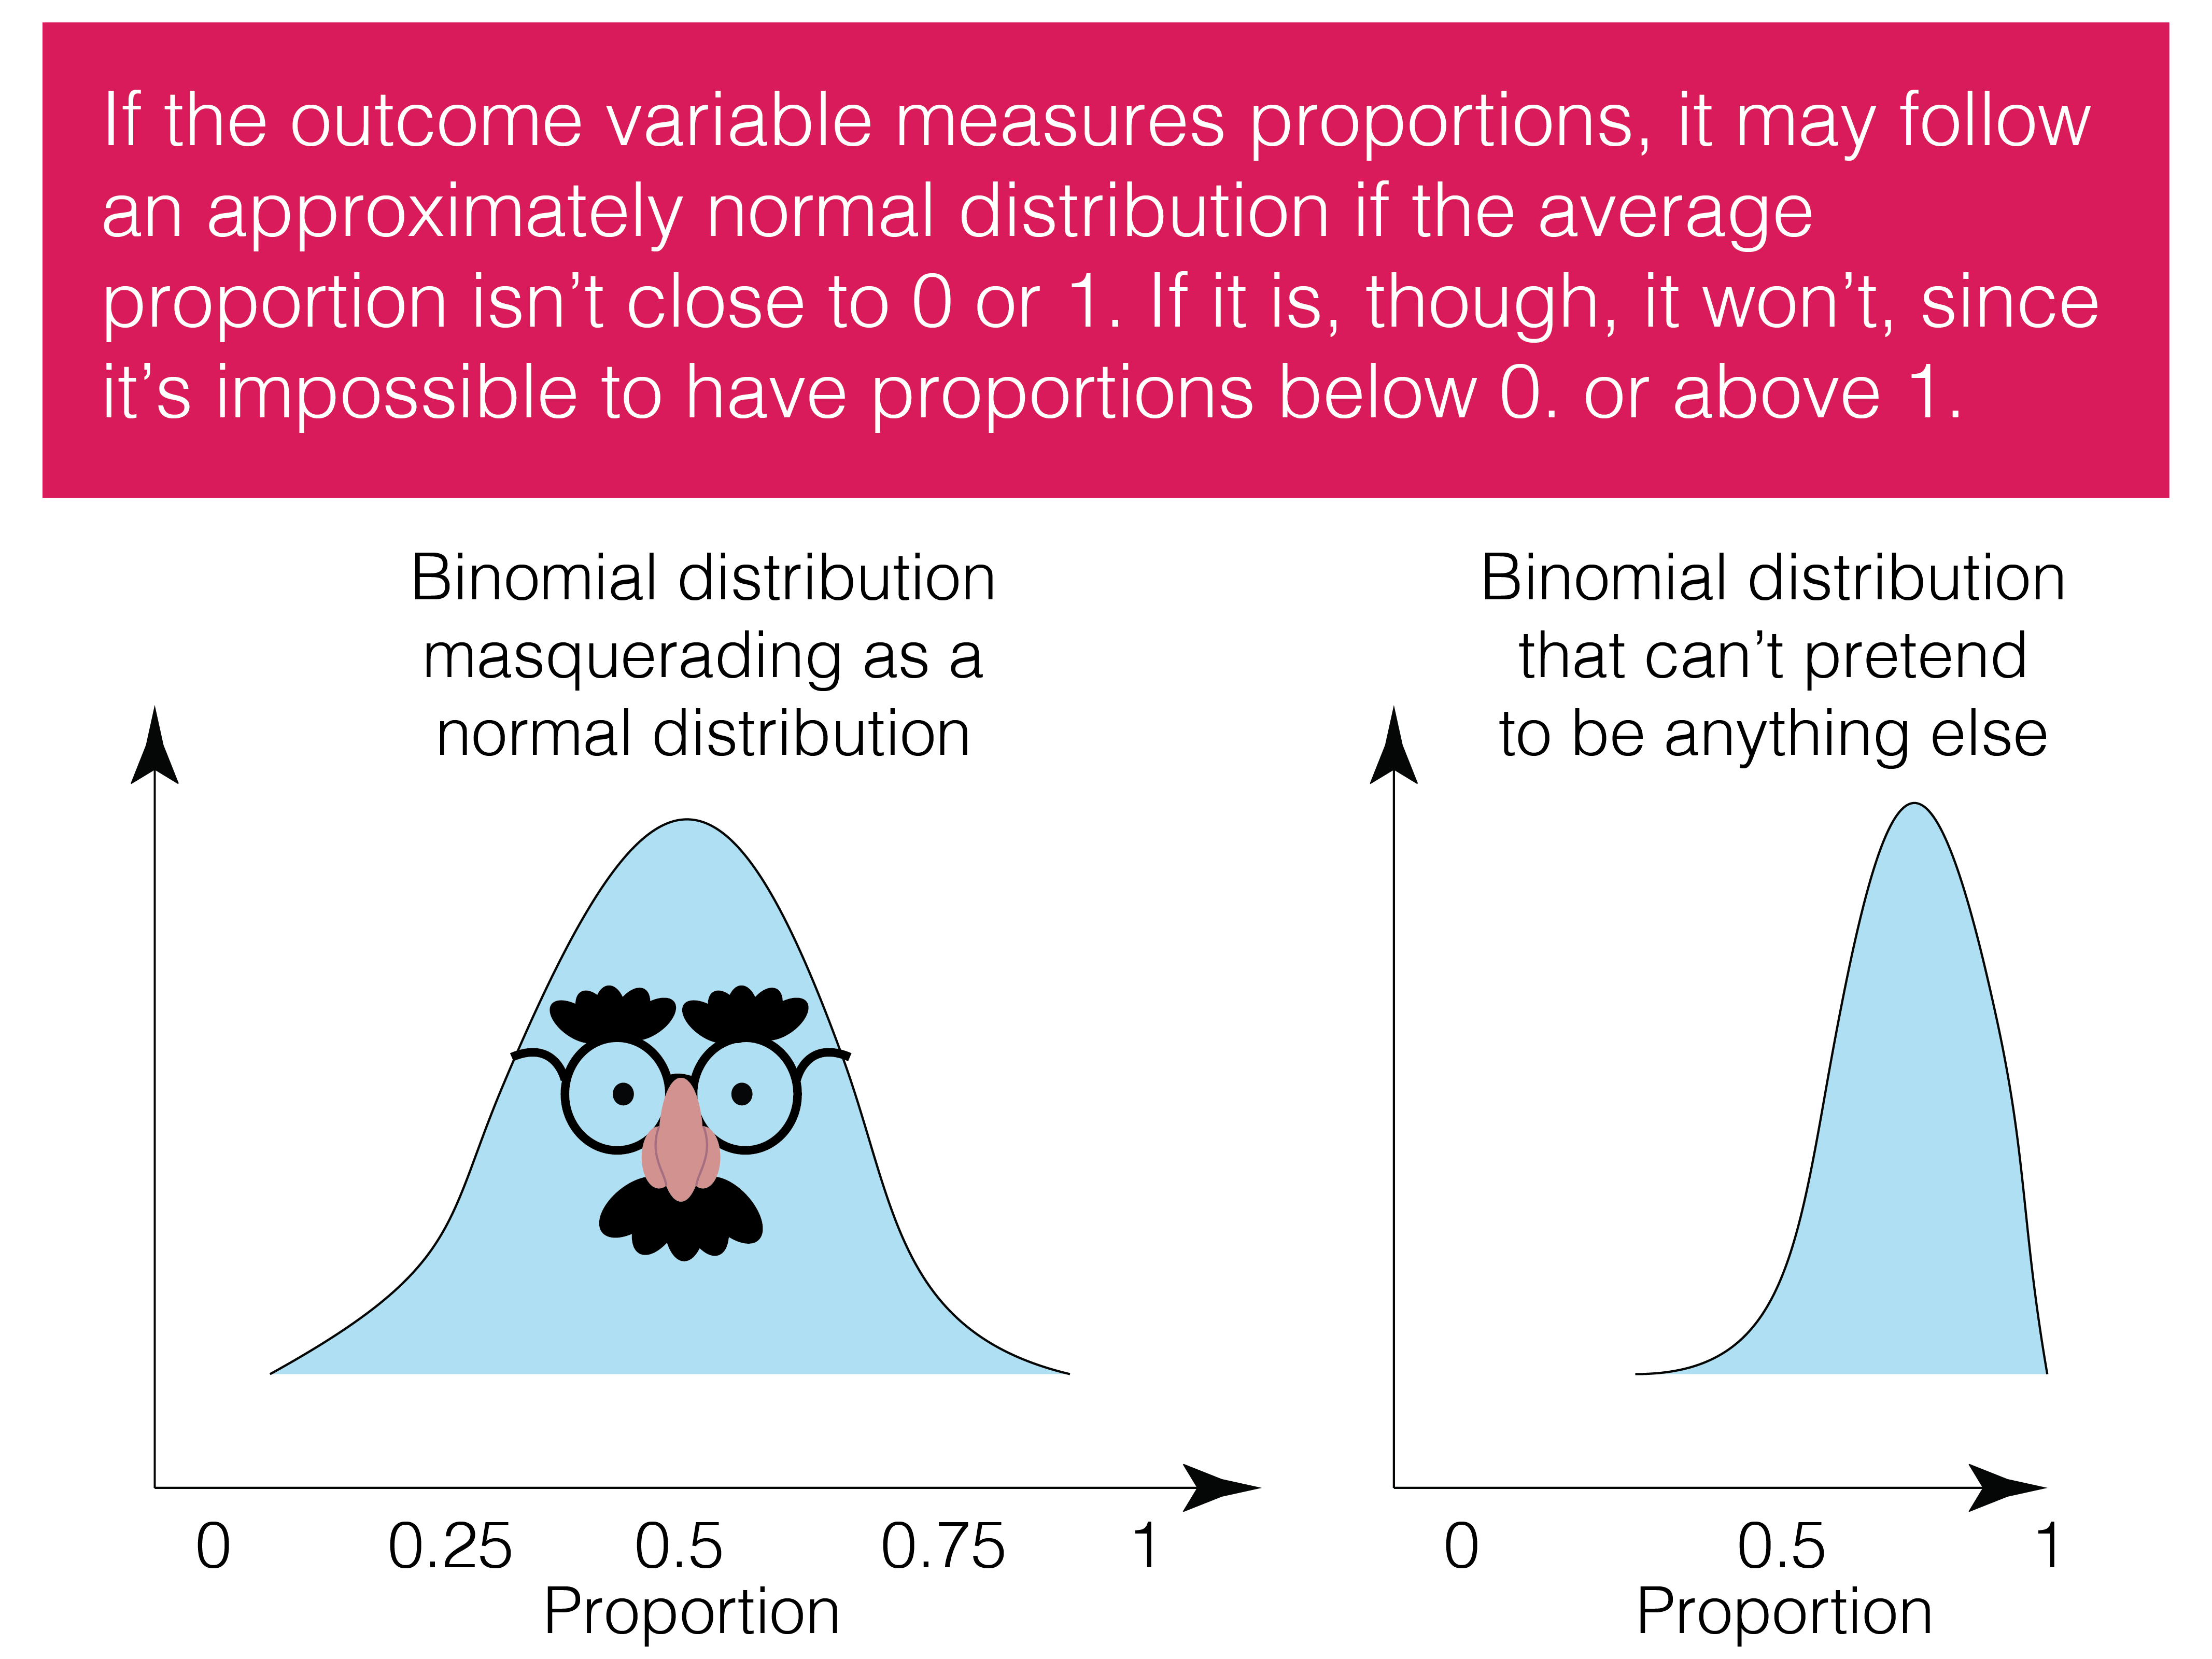 If the outcome variable measures proportions, it may follow
an approximately normal distribution if the average
proportion isn’t close to 0 or 1. If it is, though, it won’t, since
it’s impossible to have proportions below 0. or above 1.
Binomial distribution
masquerading as a
normal distribution
0 0.25 0.5 0.75 1
Proportion
Binomial distribution
that can’t pretend
to be anything else
0 0.5 1
Proportion